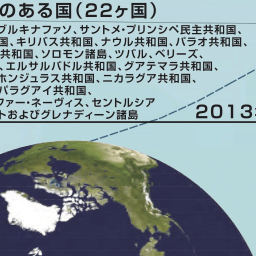 のある国(22ヶ国)
ブルキナファソ、サントメ・プリンシペ民主共和国、
国、キリバス共和国、ナウル共和国、パラオ共和国、
国、ソロモン諸島、ツバル、ベリーズ、
、エルサルバドル共和国、グアテマラ共和国、
ホンジュラス共和国、ニカラグア共和国、
パラグアイ共和国、
ファー・ネーヴィス、セントルシア
トおよびグレナディーン諸島
2013